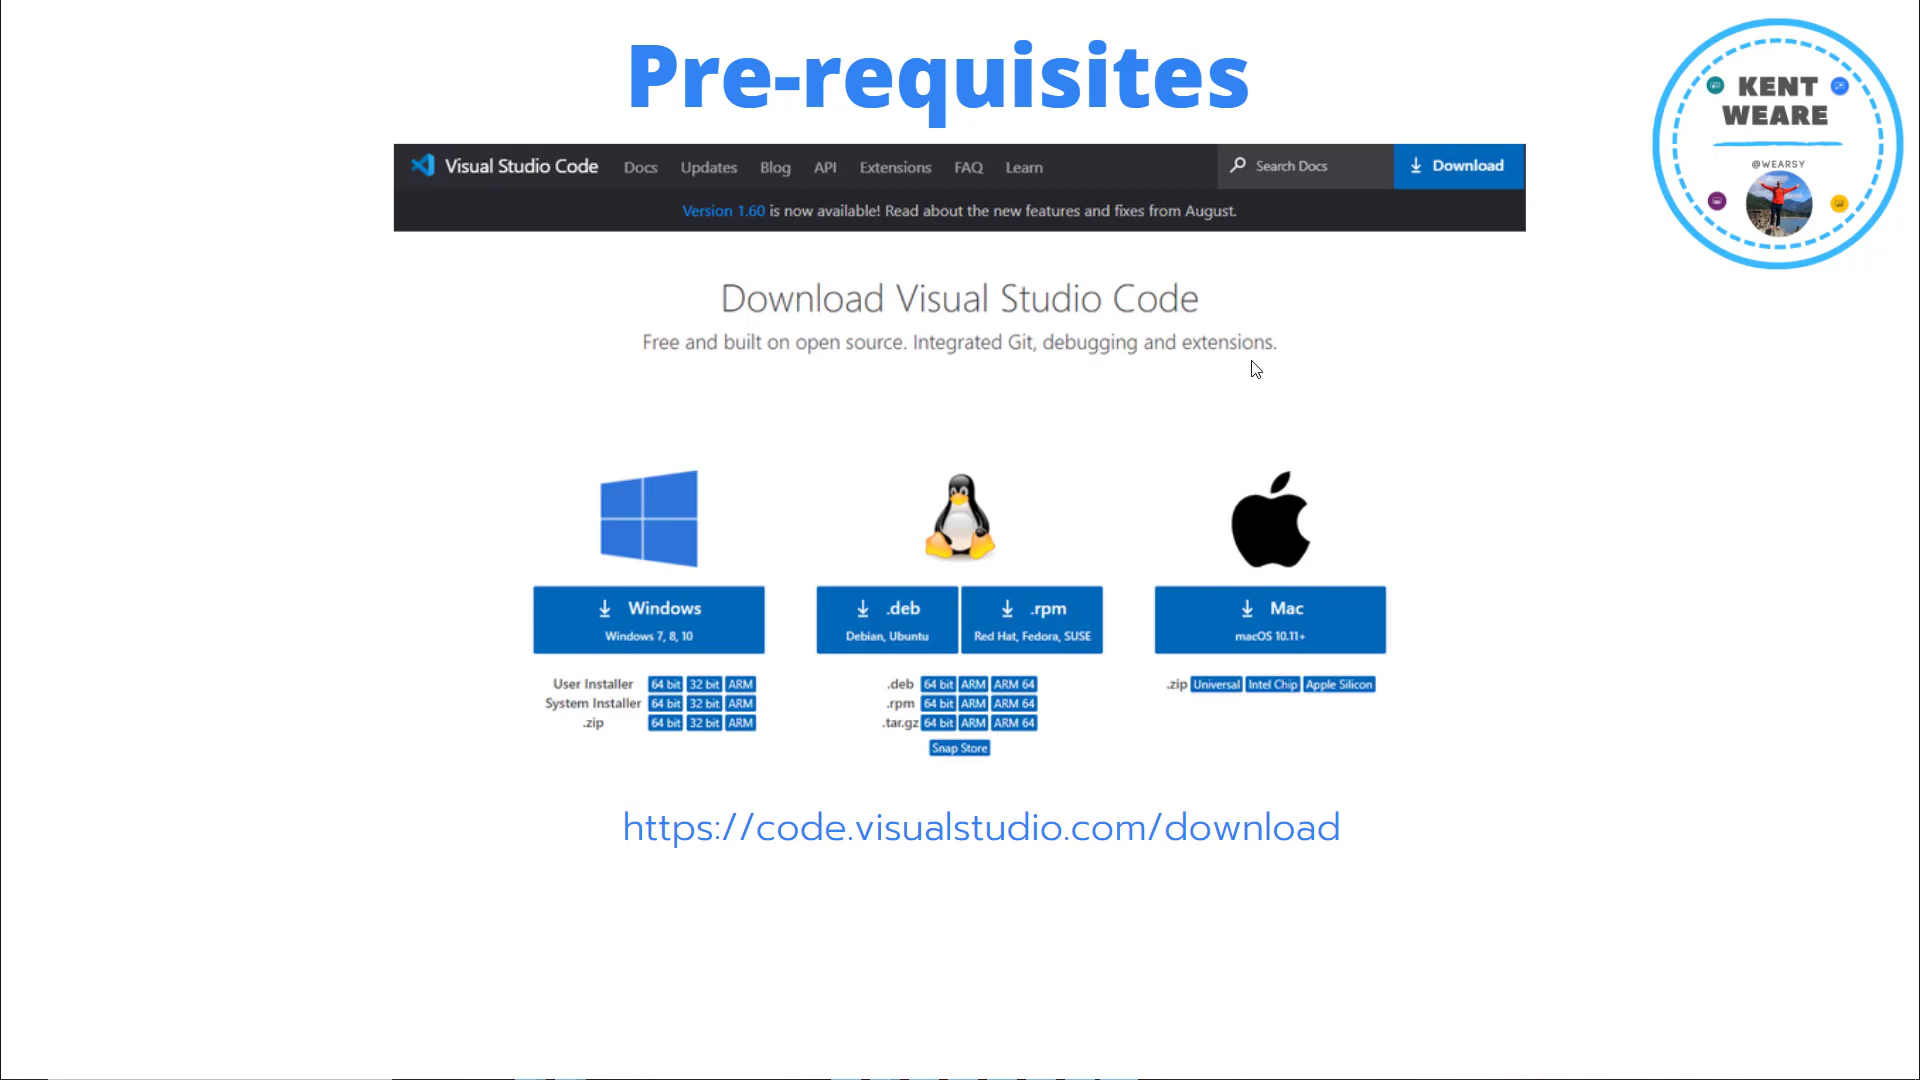 Pre-requisites
KENT
WEARE
@WEARSY
Visual Studio Code Docs Updates Blog API Extensions FAQ Learn Search Docs Download
Version 1.60 is now available! Read about the new features and fixes from August.
Download Visual Studio Code
Free and built on open source. Integrated Git, debugging and extensions.
Windows
Windows 7, 8, 10
.deb
Debian, Ubuntu
.rpm
Red Hat, Fedora, SUSE
Mac
macOS 10.11+
User Installer 64 bit 32 bit ARM
System Installer 64 bit 32 bit ARM
.zip 64 bit 32 bit ARM
.deb 64 bit ARM ARM 64
.rpm 64 bit ARM ARM 64
.tar.gz 64 bit ARM ARM 64
Snap Store
.zip Universal Intel Chip Apple Silicon
https://code.visualstudio.com/download